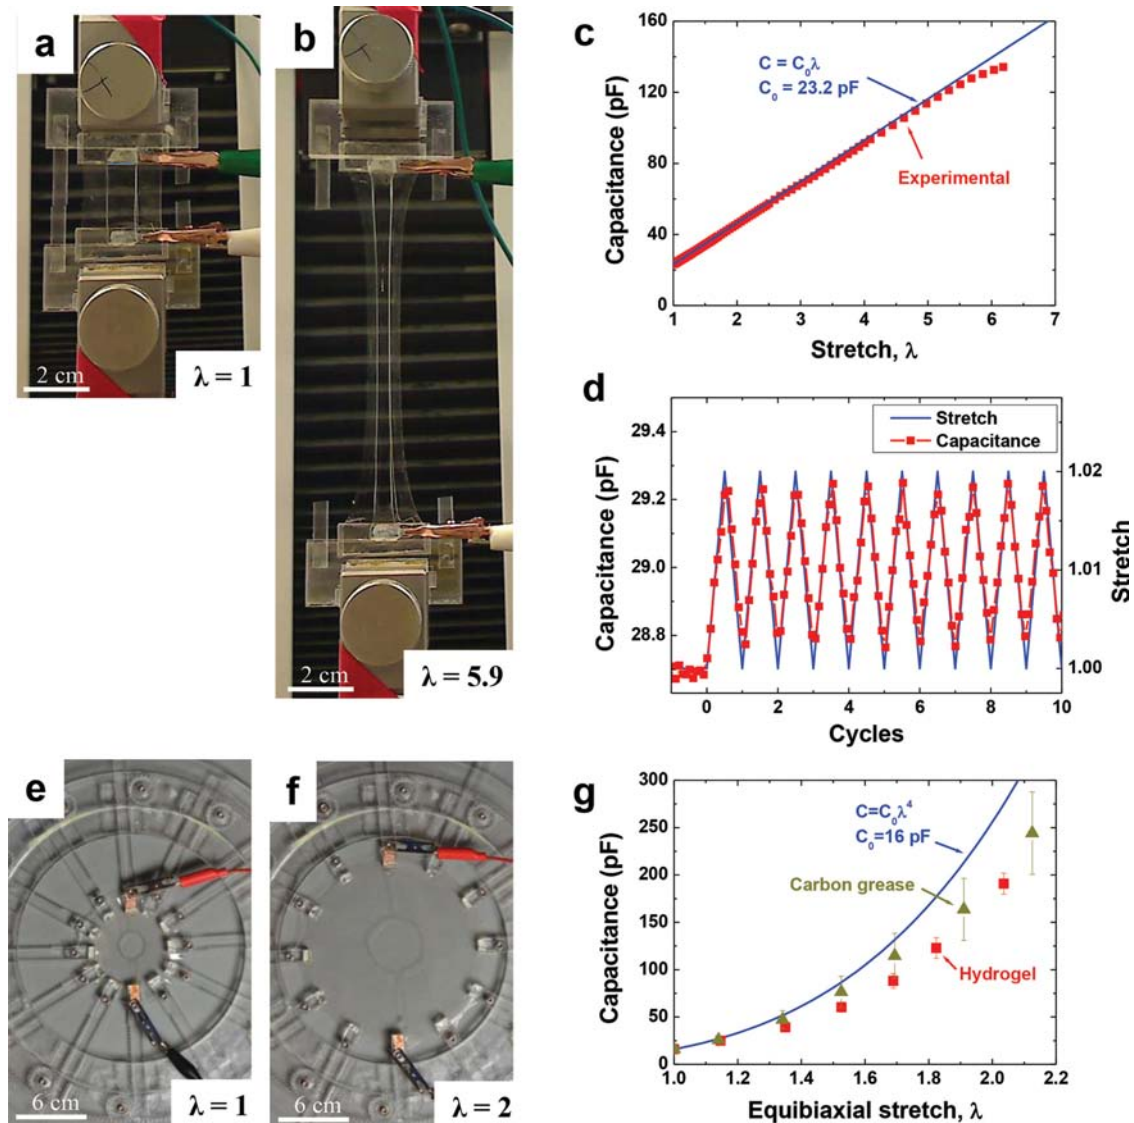 a
2 cm
λ = 1
b
2 cm
λ = 5.9
c
160
120
80
40
0
Capacitance (pF)
C = C₀λ
C₀ = 23.2 pF
Experimental
1 2 3 4 5 6 7
Stretch, λ
d
Stretch
Capacitance
29.4
29.2
29.0
28.8
Capacitance (pF)
1.02
1.01
1.00
Stretch
0 2 4 6 8 10
Cycles
e
6 cm
λ = 1
f
6 cm
λ = 2
g
300
250
200
150
100
50
0
Capacitance (pF)
C=C₀λ⁴
C₀=16 pF
Carbon grease
Hydrogel
1.0 1.2 1.4 1.6 1.8 2.0 2.2
Equibiaxial stretch, λ